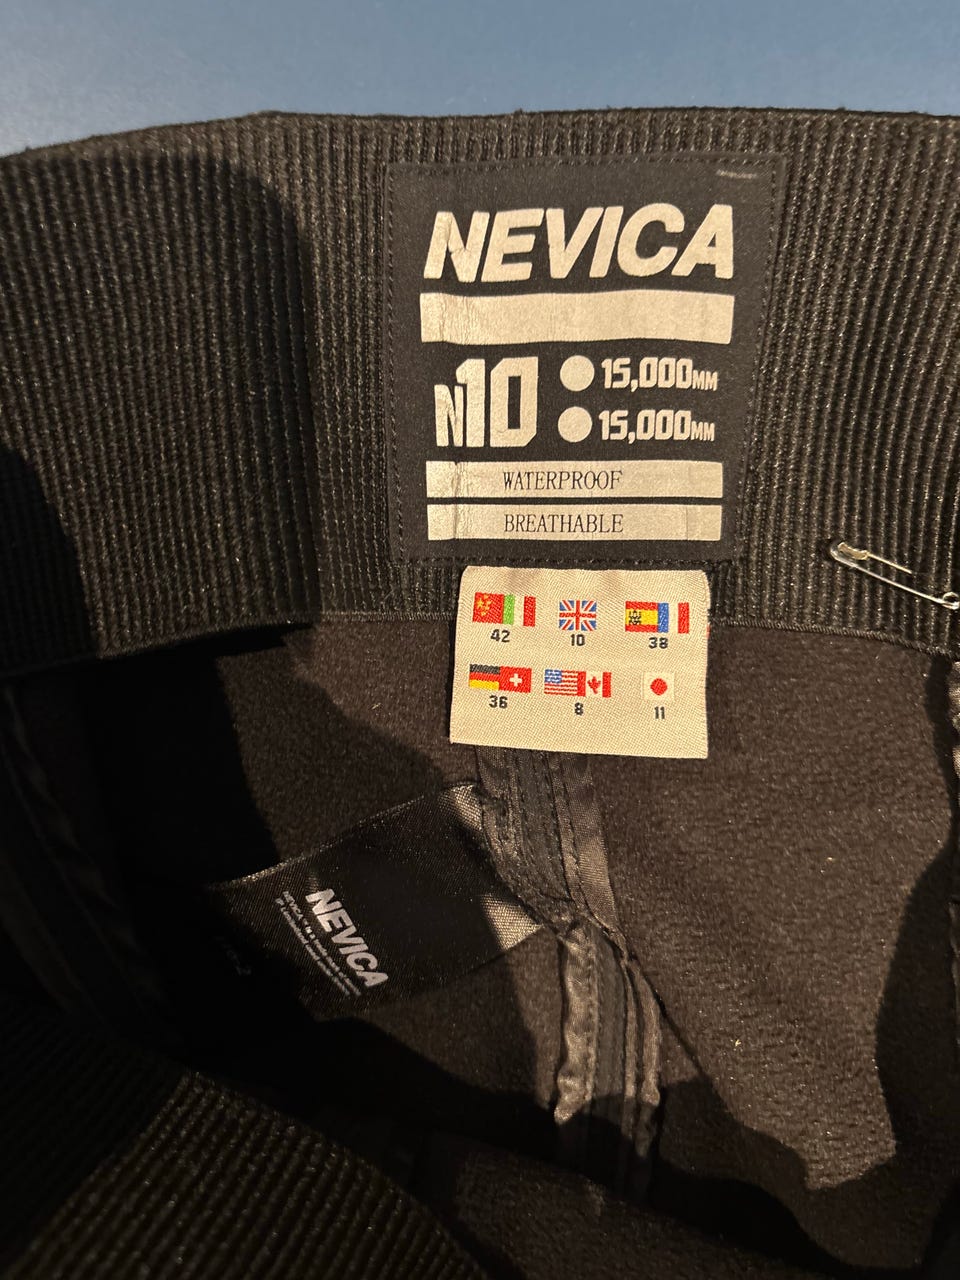 NEVICA
N10 15,000MM
15,000MM
WATERPROOF
BREATHABLE
42 10 38
36 8 11
NEVICA